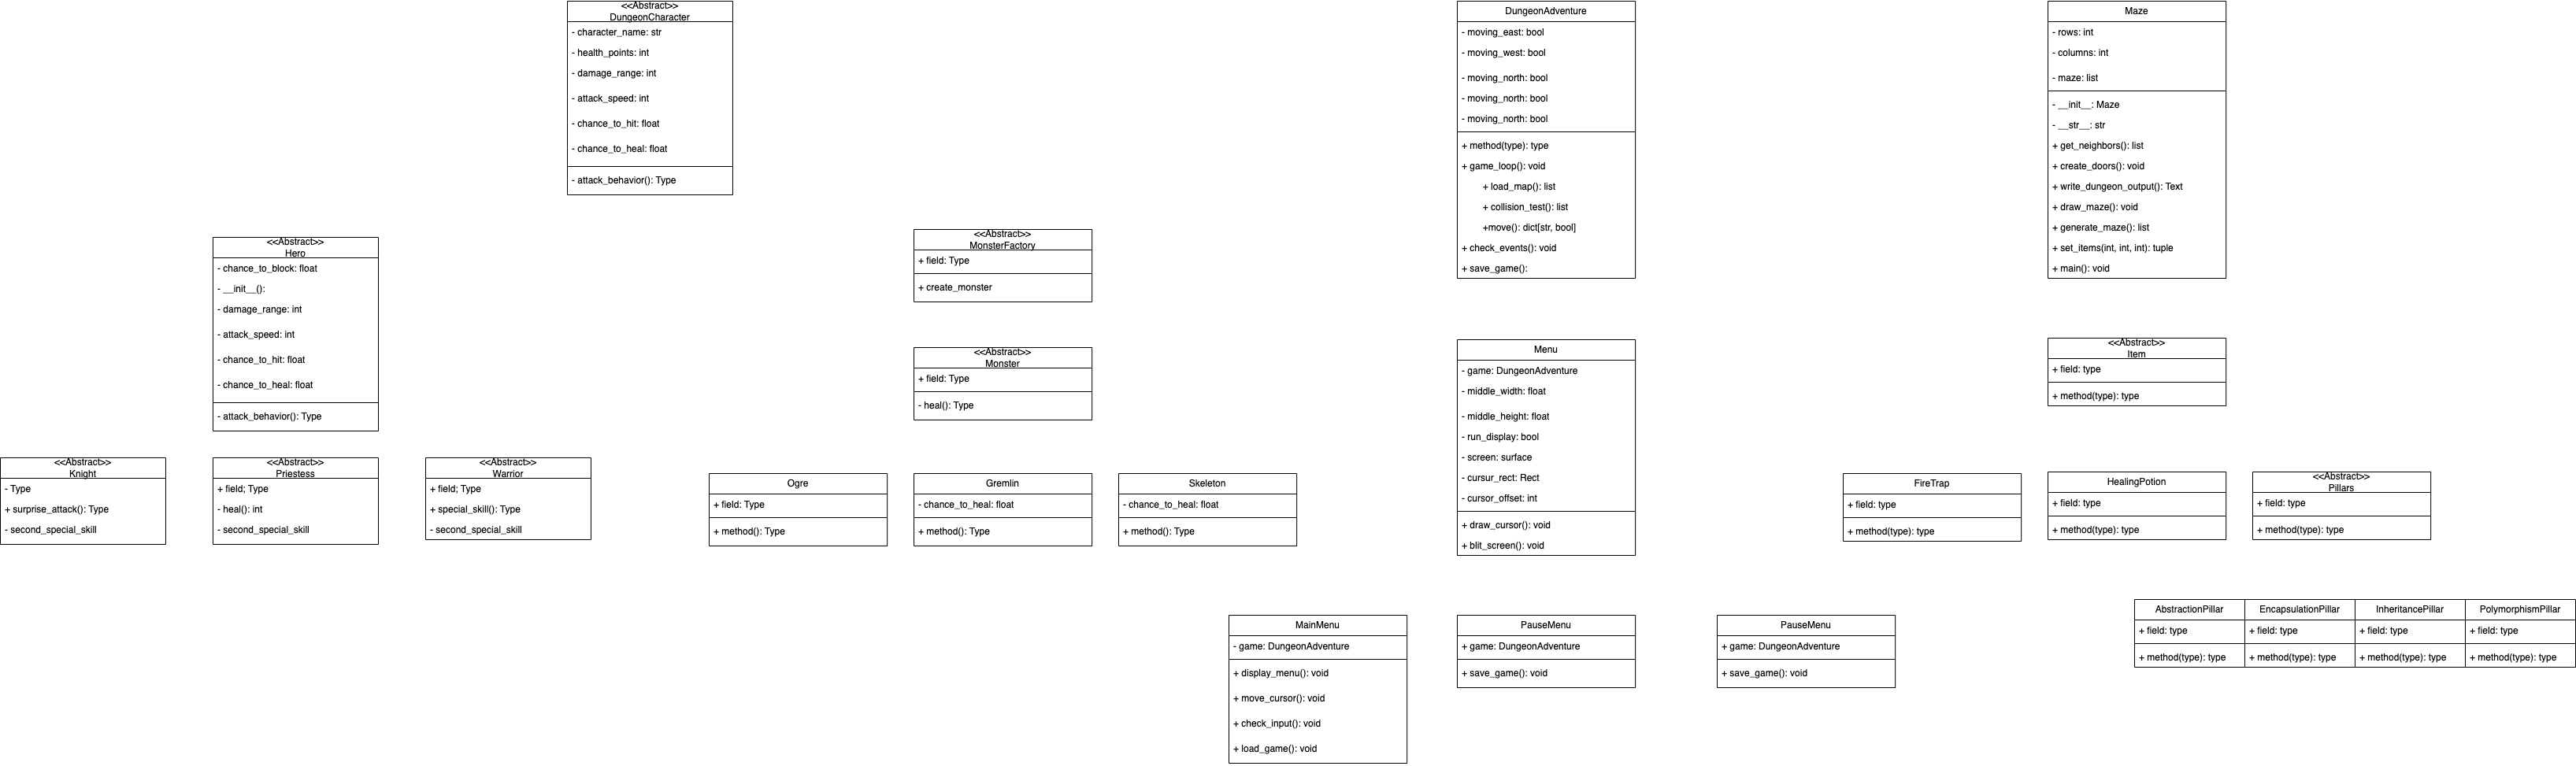 <<Abstract>>
DungeonCharacter
- character_name: str
- health_points: int
- damage_range: int
- attack_speed: int
- chance_to_hit: float
- chance_to_heal: float
- attack_behavior(): Type
DungeonAdventure
- moving_east: bool
- moving_west: bool
- moving_north: bool
- moving_north: bool
- moving_north: bool
+ method(type): type
+ game_loop(): void
+ load_map(): list
+ collision_test(): list
+move(): dict[str, bool]
+ check_events(): void
+ save_game():
Maze
- rows: int
- columns: int
- maze: list
- __init__: Maze
- __str__: str
+ get_neighbors(): list
+ create_doors(): void
+ write_dungeon_output(): Text
+ draw_maze(): void
+ generate_maze(): list
+ set_items(int, int, int): tuple
+ main(): void
<<Abstract>>
Hero
- chance_to_block: float
- __init__():
- damage_range: int
- attack_speed: int
- chance_to_hit: float
- chance_to_heal: float
- attack_behavior(): Type
<<Abstract>>
MonsterFactory
+ field: Type
+ create_monster
<<Abstract>>
Monster
+ field: Type
- heal(): Type
Menu
- game: DungeonAdventure
- middle_width: float
- middle_height: float
- run_display: bool
- screen: surface
- cursur_rect: Rect
- cursor_offset: int
+ draw_cursor(): void
+ blit_screen(): void
<<Abstract>>
Item
+ field: type
+ method(type): type
<<Abstract>>
Knight
- Type
+ surprise_attack(): Type
- second_special_skill
<<Abstract>>
Priestess
+ field; Type
- heal(): int
- second_special_skill
<<Abstract>>
Warrior
+ field; Type
+ special_skill(): Type
- second_special_skill
Ogre
+ field: Type
+ method(): Type
Gremlin
- chance_to_heal: float
+ method(): Type
Skeleton
- chance_to_heal: float
+ method(): Type
FireTrap
+ field: type
+ method(type): type
HealingPotion
+ field: type
+ method(type): type
<<Abstract>>
Pillars
+ field: type
+ method(type): type
MainMenu
- game: DungeonAdventure
+ display_menu(): void
+ move_cursor(): void
+ check_input(): void
+ load_game(): void
PauseMenu
+ game: DungeonAdventure
+ save_game(): void
PauseMenu
+ game: DungeonAdventure
+ save_game(): void
AbstractionPillar
+ field: type
+ method(type): type
EncapsulationPillar
+ field: type
+ method(type): type
InheritancePillar
+ field: type
+ method(type): type
PolymorphismPillar
+ field: type
+ method(type): type